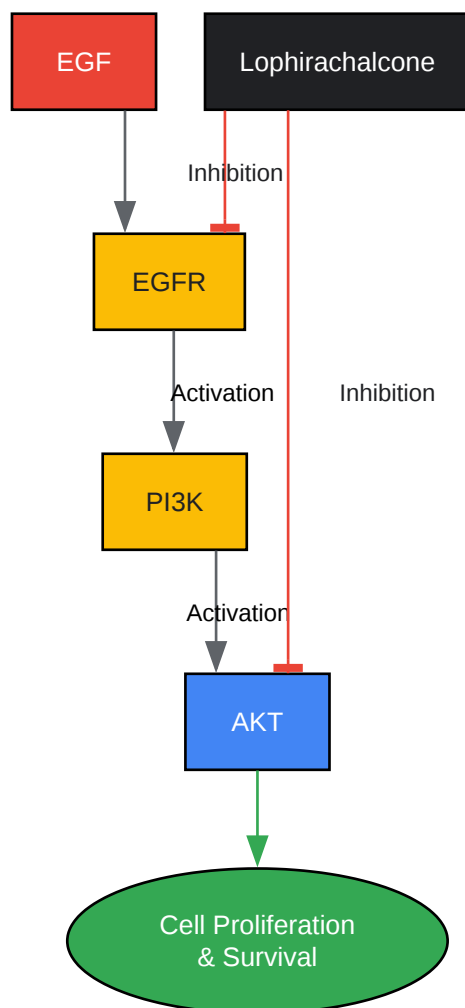 EGF
Lophirachalcone
Inhibition
EGFR
Activation
Inhibition
PI3K
Activation
AKT
Cell Proliferation
& Survival